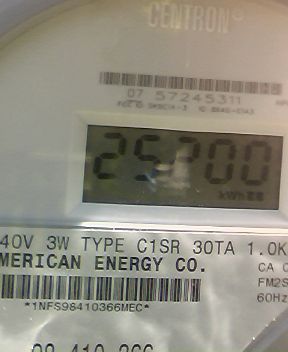 CENTRON®
07 57245311
25200
kWh
40V 3W TYPE C1SR 30TA 1.0K
MERICAN ENERGY CO.
CA
FM2S
60Hz
*1NFS98410366MEC*